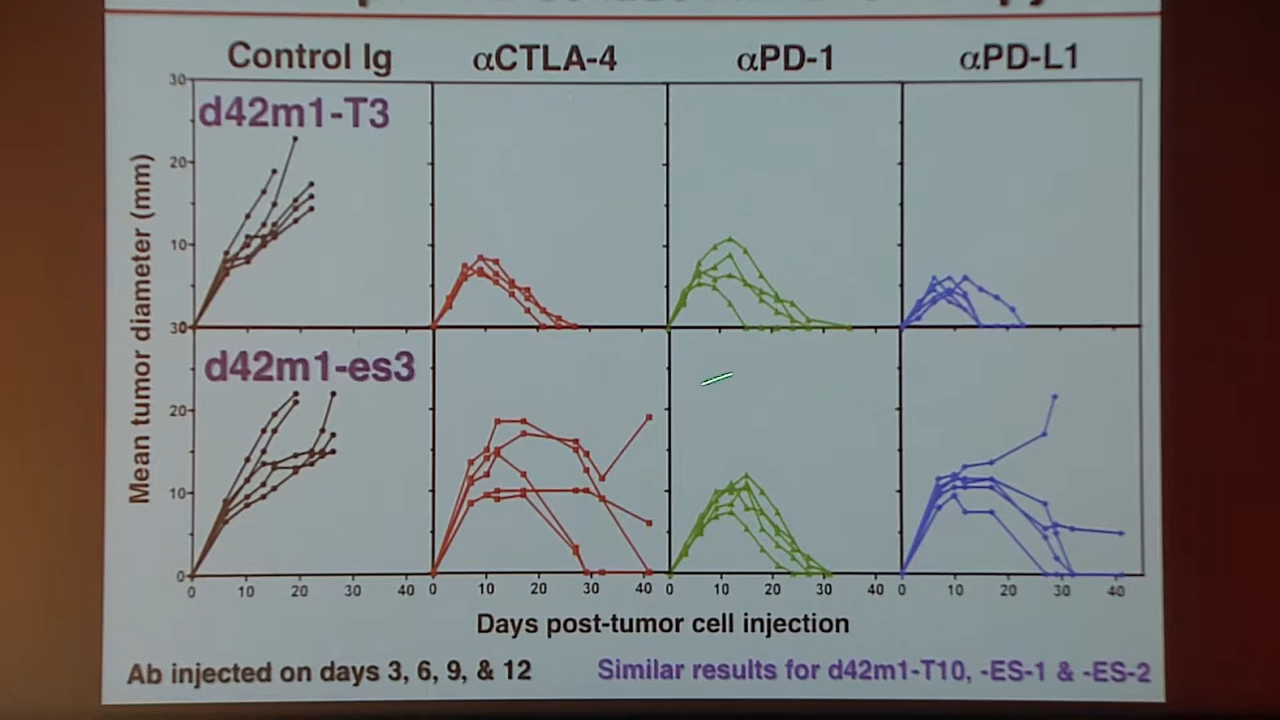 Control Ig αCTLA-4 αPD-1 αPD-L1
30
d42m1-T3
20
10
30
d42m1-es3
20
10
0
Mean tumor diameter (mm)
0 10 20 30 40 0 10 20 30 40 0 10 20 30 40 0 10 20 30 40
Days post-tumor cell injection
Ab injected on days 3, 6, 9, & 12
Similar results for d42m1-T10, -ES-1 & -ES-2